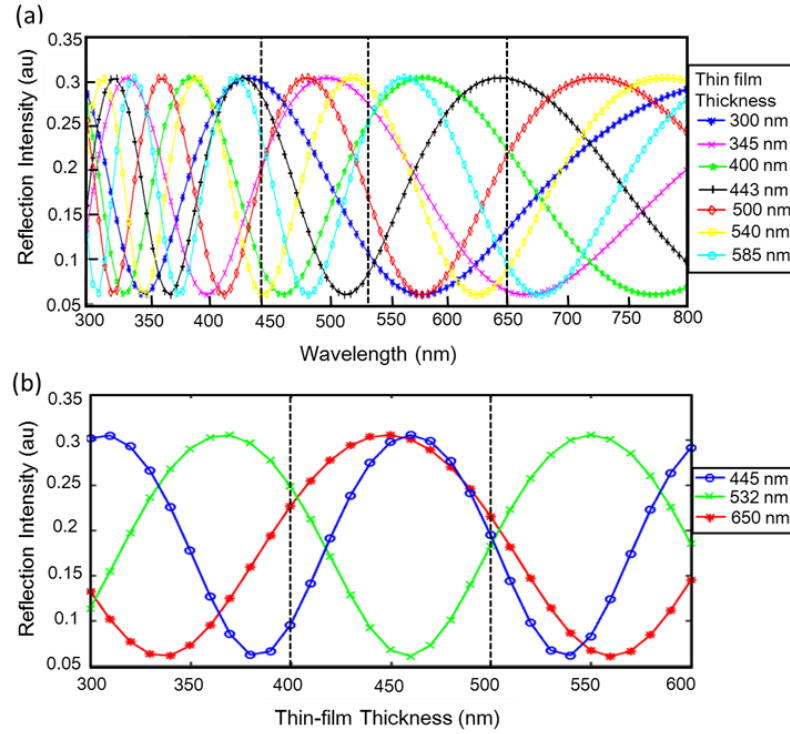 (a)
Reflection Intensity (au)
0.35
0.3
0.25
0.2
0.15
0.1
0.05
300 350 400 450 500 550 600 650 700 750 800
Wavelength (nm)
Thin film
Thickness
300 nm
345 nm
400 nm
443 nm
500 nm
540 nm
585 nm
(b)
Reflection Intensity (au)
0.35
0.3
0.25
0.2
0.15
0.1
0.05
300 350 400 450 500 550 600
Thin-film Thickness (nm)
445 nm
532 nm
650 nm